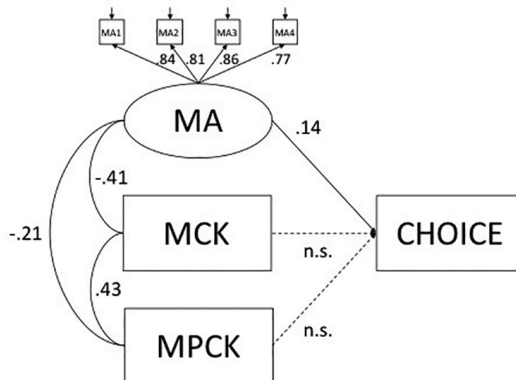 MA1 MA2 MA3 MA4
.84 .81 .86 .77
MA
.14
-.41
-.21
MCK
CHOICE
n.s.
.43
n.s.
MPCK